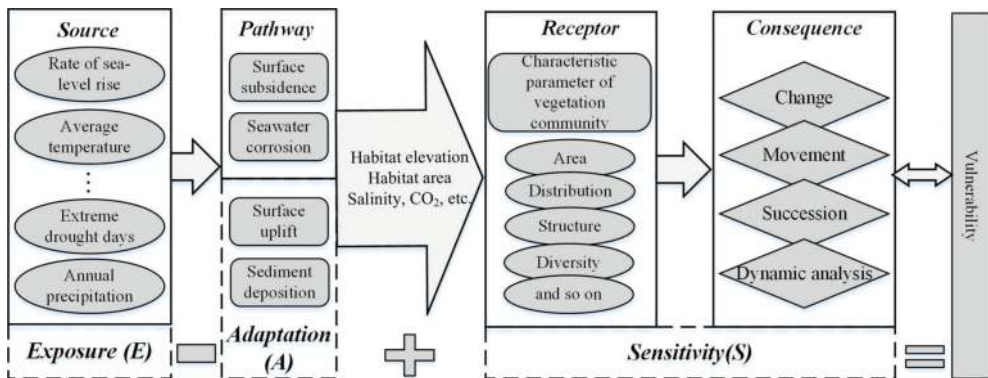 Source
Rate of sea-
level rise
Average
temperature
⋮
Extreme
drought days
Annual
precipitation
Exposure (E)
Pathway
Surface
subsidence
Seawater
corrosion
Surface
uplift
Sediment
deposition
Adaptation
(A)
Habitat elevation
Habitat area
Salinity, CO₂, etc.
Receptor
Characteristic
parameter of
vegetation
community
Area
Distribution
Structure
Diversity
and so on
Consequence
Change
Movement
Succession
Dynamic analysis
Sensitivity(S)
Vulnerability